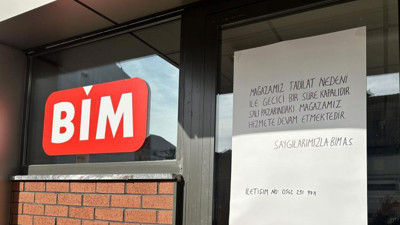 BİM
MAĞAZAMIZ TADİLAT NEDENİ
İLE GEÇİCİ BİR SÜRE KAPALIDIR
SALI PAZARINDAKİ MAĞAZAMIZ
HİZMETE DEVAM ETMEKTEDİR.
SAYGILARIMIZLA BİM A.S
İLETİSİM NO